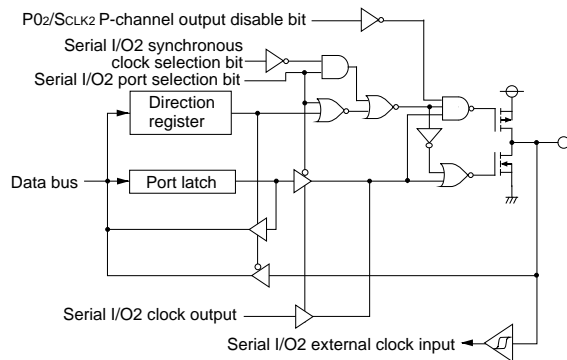 P02/SCLK2 P-channel output disable bit
Serial I/O2 synchronous
clock selection bit
Serial I/O2 port selection bit
Direction
register
Data bus
Port latch
Serial I/O2 clock output
Serial I/O2 external clock input